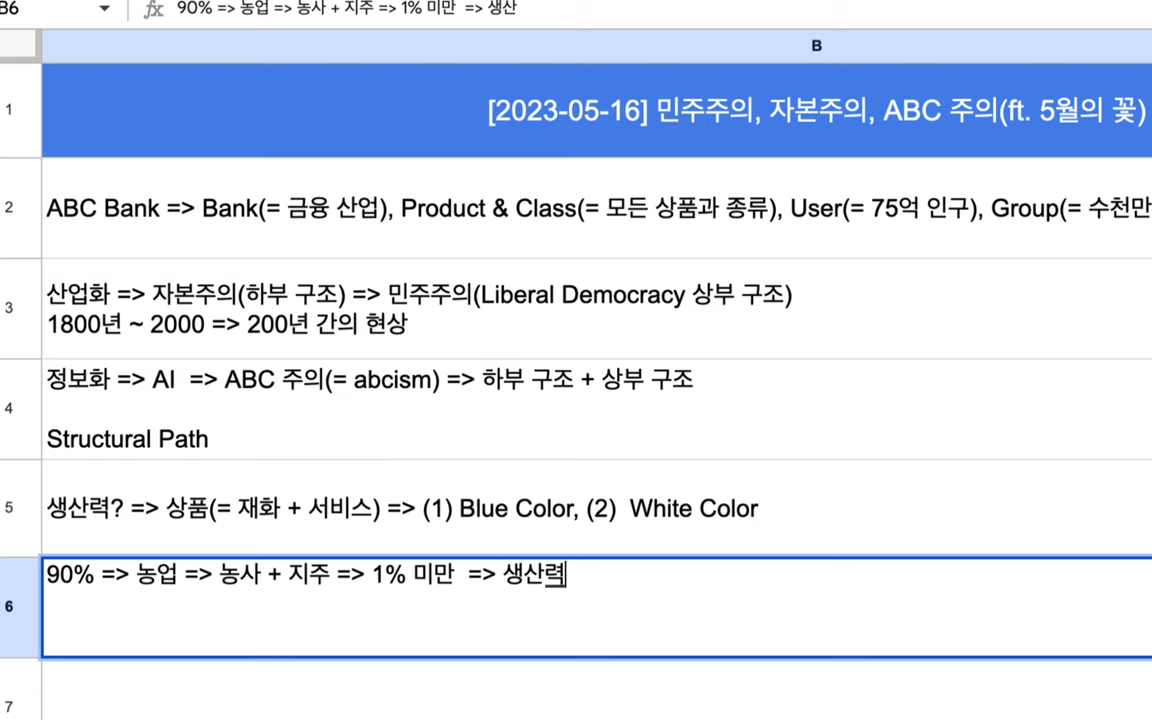 B6
fx 90% => 농업 => 농사 + 지주 => 1% 미만 => 생산
B
1 [2023-05-16] 민주주의, 자본주의, ABC 주의(ft. 5월의 꽃)
2 ABC Bank => Bank(= 금융 산업), Product & Class(= 모든 상품과 종류), User(= 75억 인구), Group(= 수천만
3 산업화 => 자본주의(하부 구조) => 민주주의(Liberal Democracy 상부 구조)
1800년 ~ 2000 => 200년 간의 현상
4 정보화 => AI => ABC 주의(= abcism) => 하부 구조 + 상부 구조
Structural Path
5 생산력? => 상품(= 재화 + 서비스) => (1) Blue Color, (2) White Color
6 90% => 농업 => 농사 + 지주 => 1% 미만 => 생산력
7